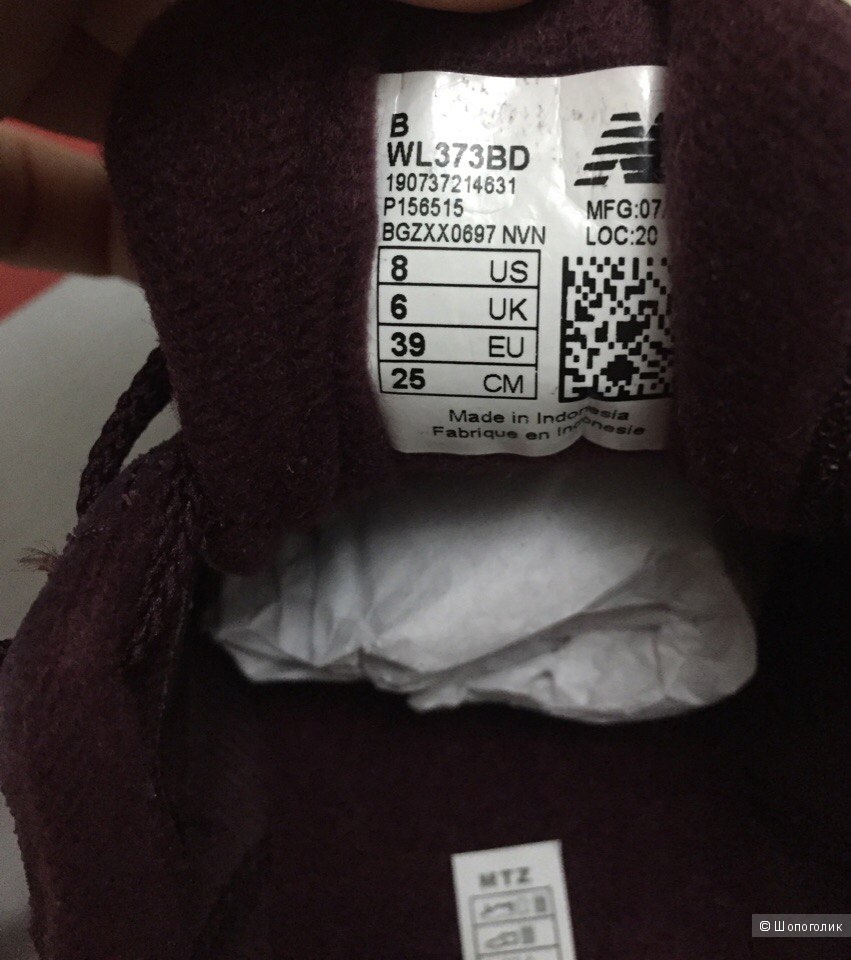 B
WL373BD
190737214631
P156515
BGZXX0697 NVN
MFG:07
LOC:20
8 US
6 UK
39 EU
25 CM
Made in Indonesia
Fabrique en Indonesie
MTZ
© Шопоголик